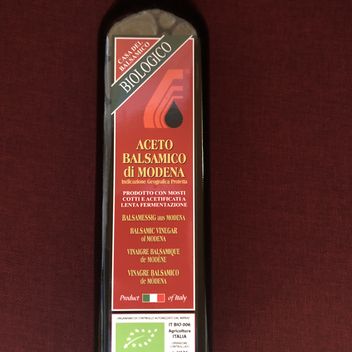 CASA DEL
BALSAMICO
BIOLOGICO
ACETO
BALSAMICO
di MODENA
Indicazione Geografica Protetta
PRODOTTO CON MOSTI
COTTI E ACETIFICATI A
LENTA FERMENTAZIONE
BALSAMESSIG aus MODENA
BALSAMIC VINEGAR
of MODENA
VINAIGRE BALSAMIQUE
de MODÈNE
VINAGRE BALSAMICO
de MODENA
Product of Italy
IT BIO 006
Agricoltura
ITALIA